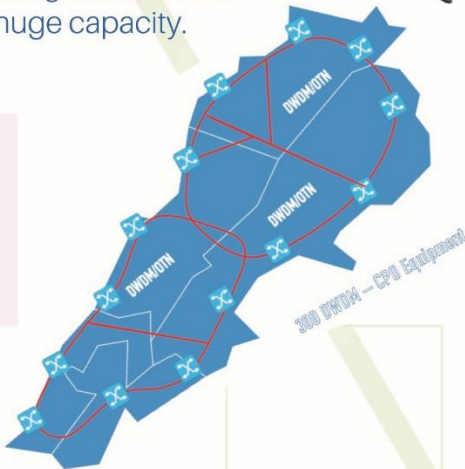 huge capacity.
DWDM/OTN
DWDM/OTN
DWDM/OTN
300 DWDM – CPO Equipment